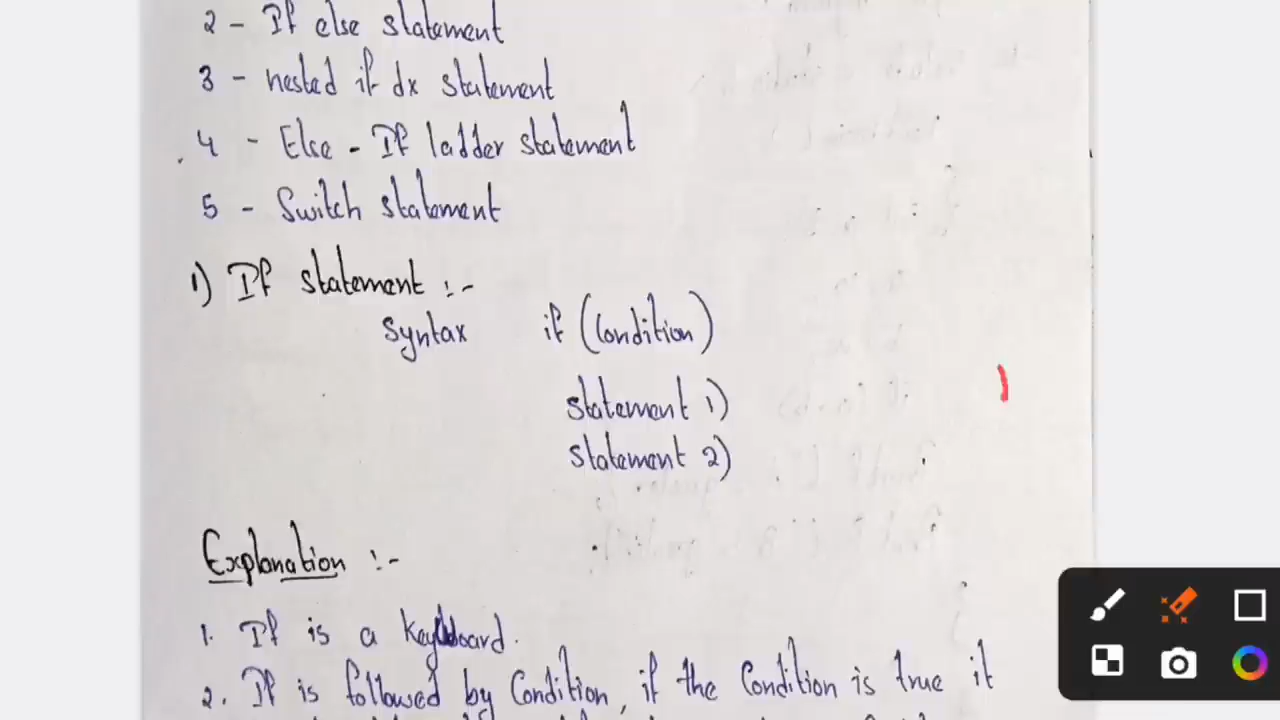 2 - If else statement
3 - nested if dx statement
4 - Else - If ladder statement
5 - Switch statement
1) If statement :-
Syntax if (Condition)
statement 1)
statement 2)
Explanation :-
1. If is a keyboard.
2. If is followed by Condition, if the Condition is true it